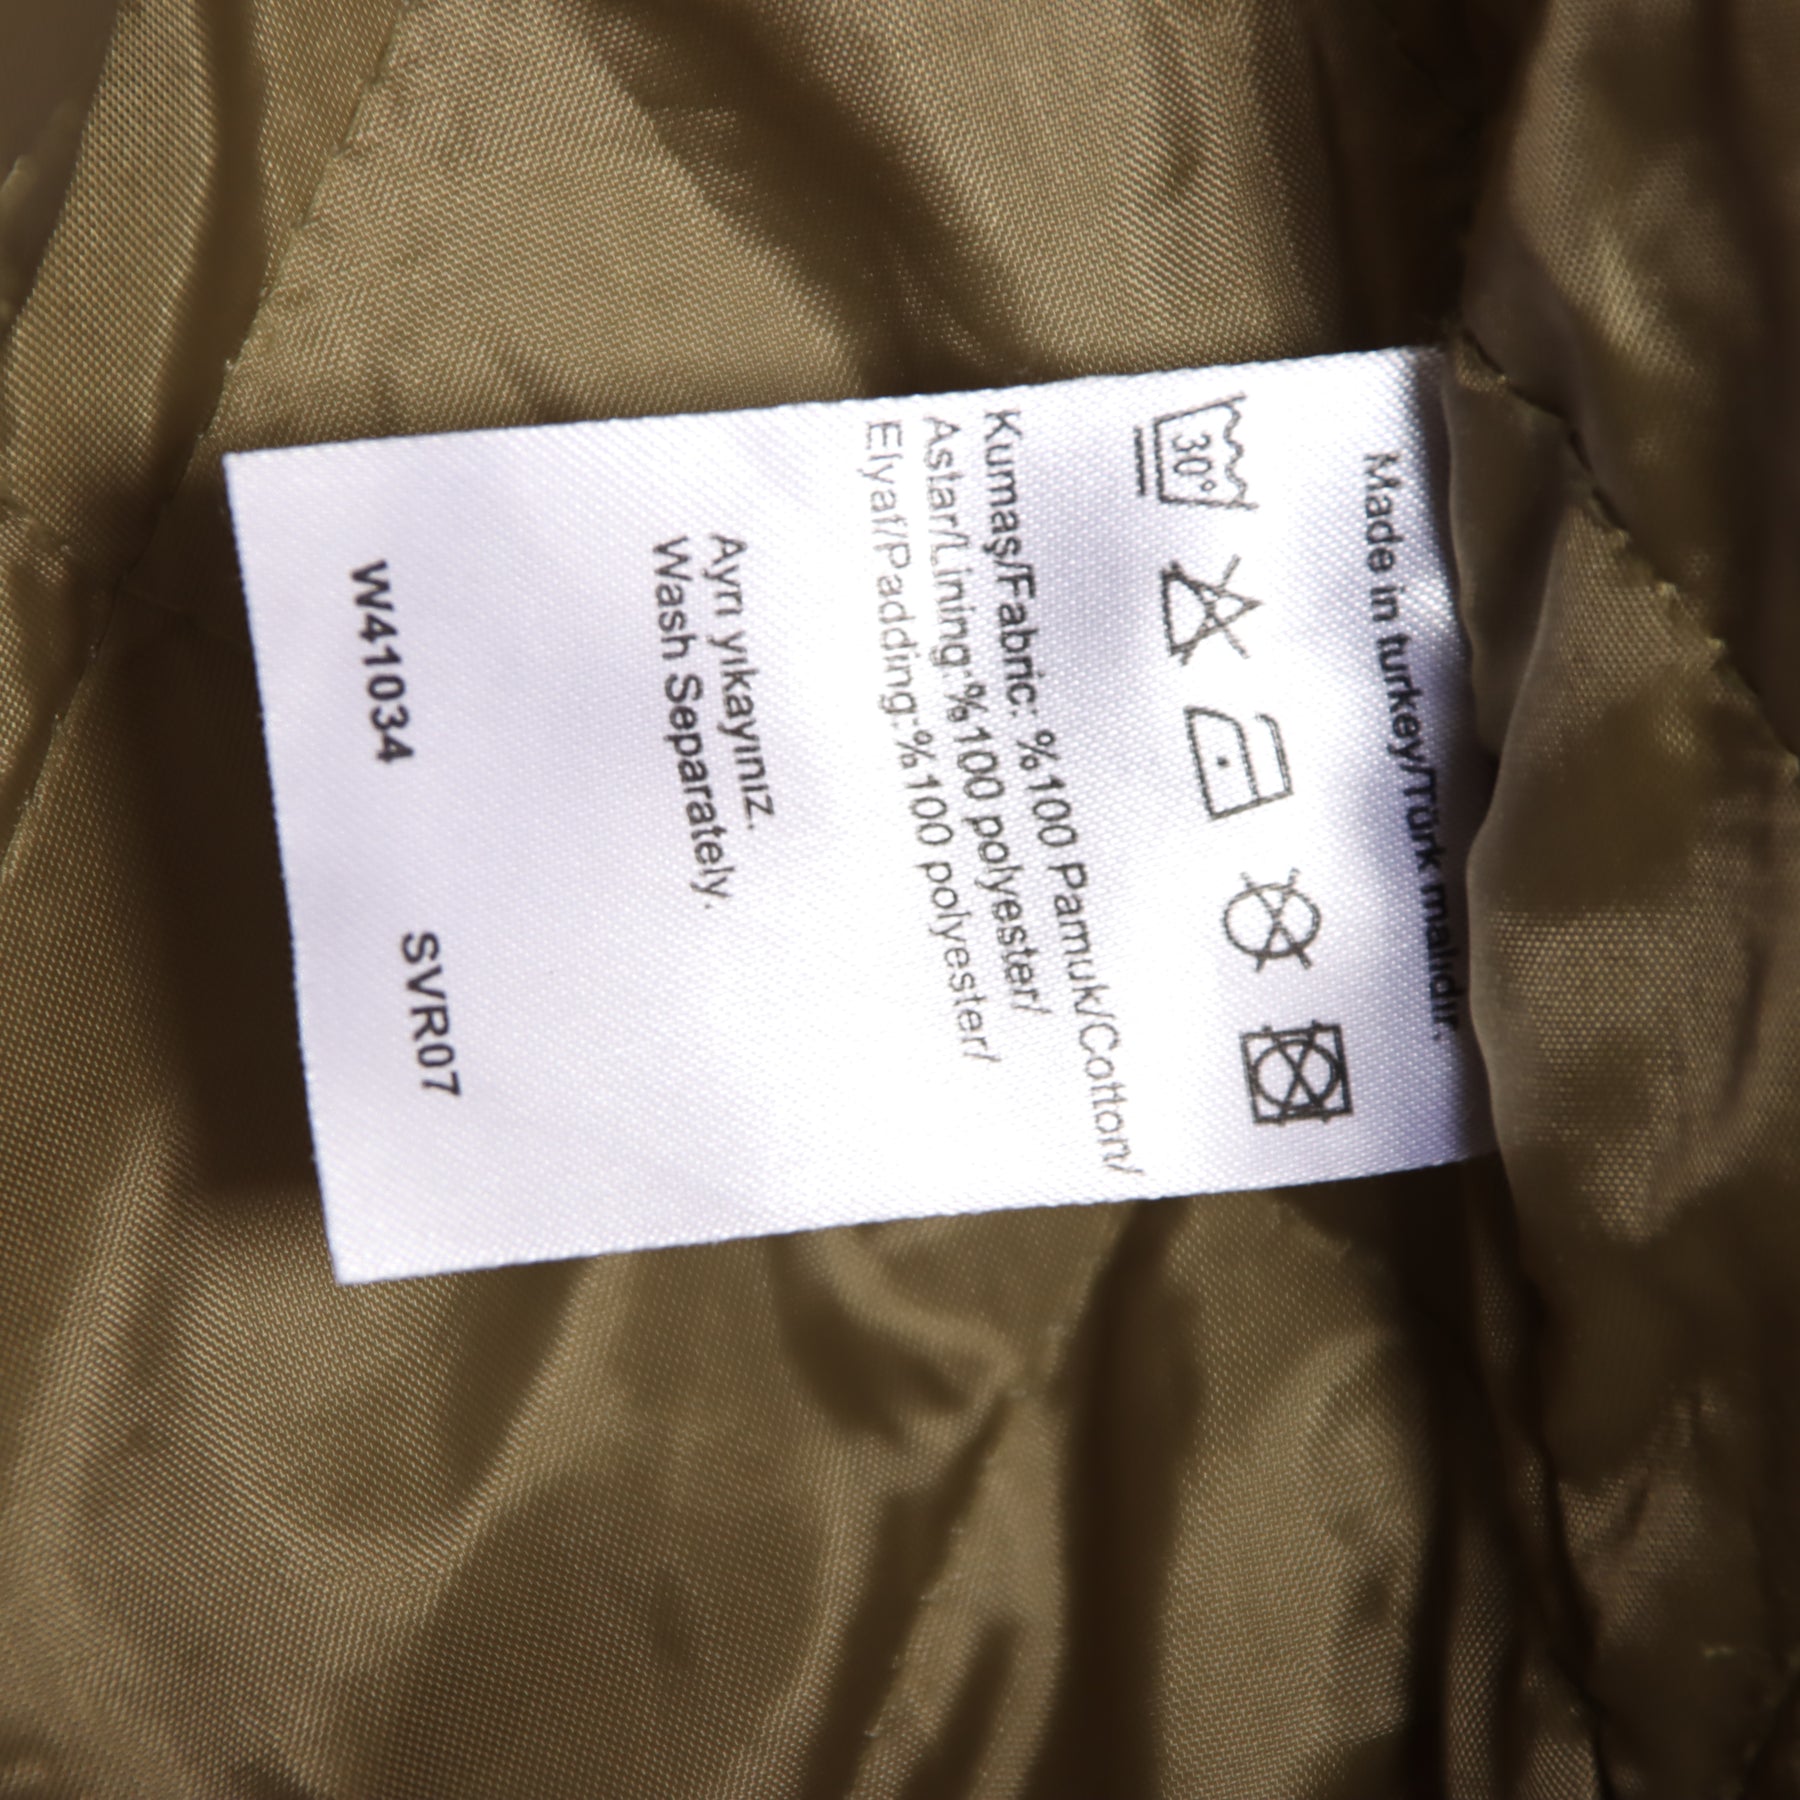 Made in turkey/Türk malıdır.
30°
Kumaş/Fabric: %100 Pamuk/Cotton/
Astar/Lining:%100 polyester/
Elyaf/Padding:%100 polyester/
Ayrı yıkayınız.
Wash Separately.
W41034 SVR07